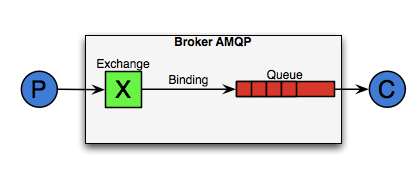 Broker AMQP
Exchange
P
X
Binding
Queue
C